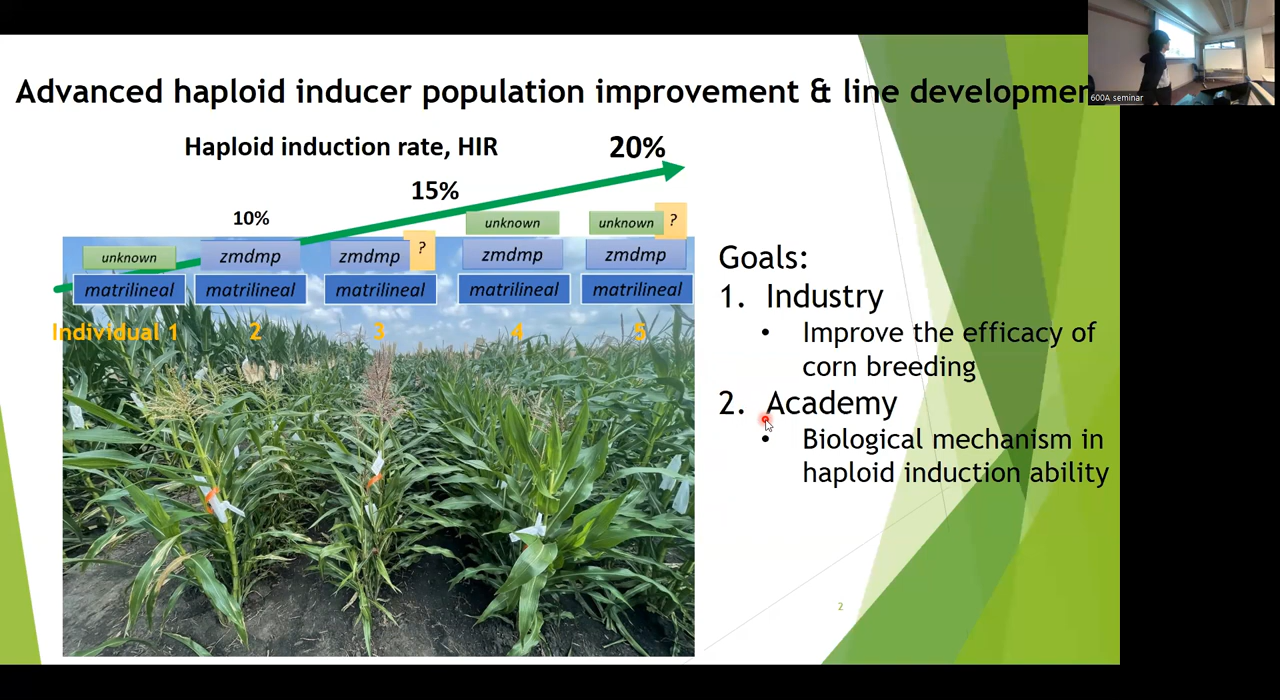 600A seminar
Advanced haploid inducer population improvement & line developmen
Haploid induction rate, HIR
20%
15%
10%
unknown
zmdmp
zmdmp
?
unknown
zmdmp
unknown
?
zmdmp
matrilineal
matrilineal
matrilineal
matrilineal
matrilineal
Individual 1
2
3
4
5
Goals:
1. Industry
• Improve the efficacy of
corn breeding
2. Academy
• Biological mechanism in
haploid induction ability
2